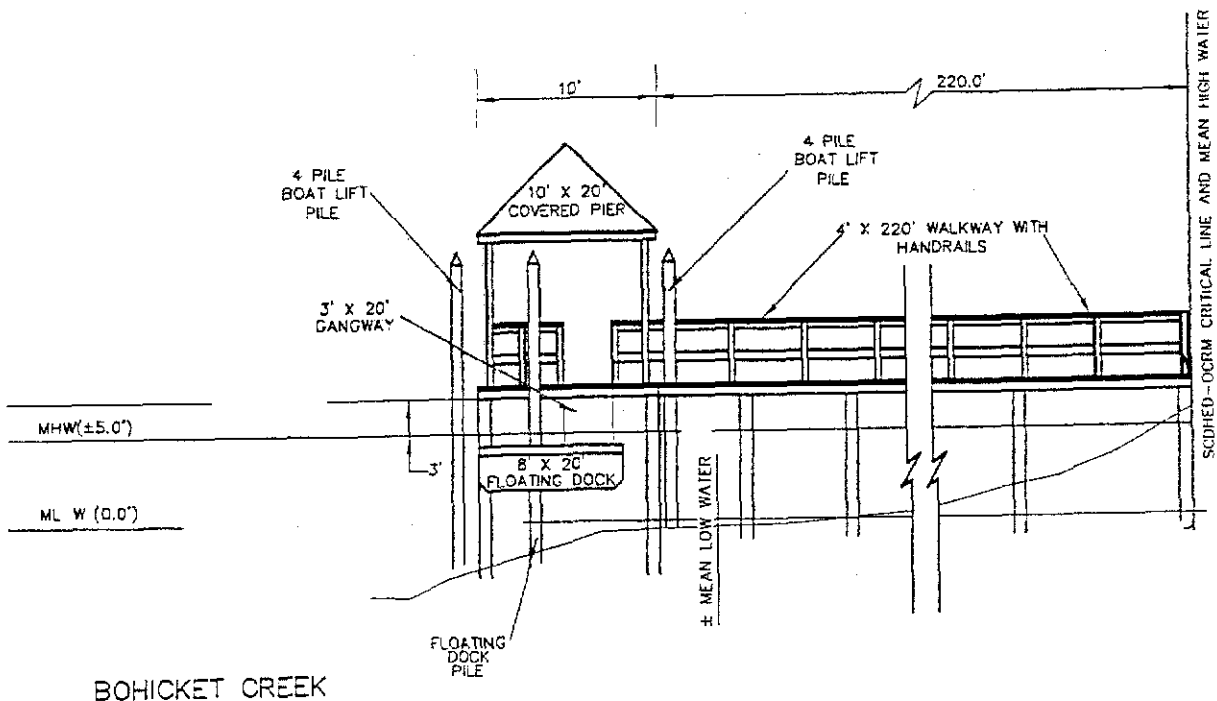 10'
220.0'
SCDHED-OCRM CRITICAL LINE AND MEAN HIGH WATER
4 PILE
BOAT LIFT
PILE
4 PILE
BOAT LIFT
PILE
10' X 20'
COVERED PIER
4' X 220' WALKWAY WITH
HANDRAILS
3' X 20'
GANGWAY
MHW(±5.0')
3'
8' X 20'
FLOATING DOCK
ML W (0.0')
± MEAN LOW WATER
FLOATING
DOCK
PILE
BOHICKET CREEK